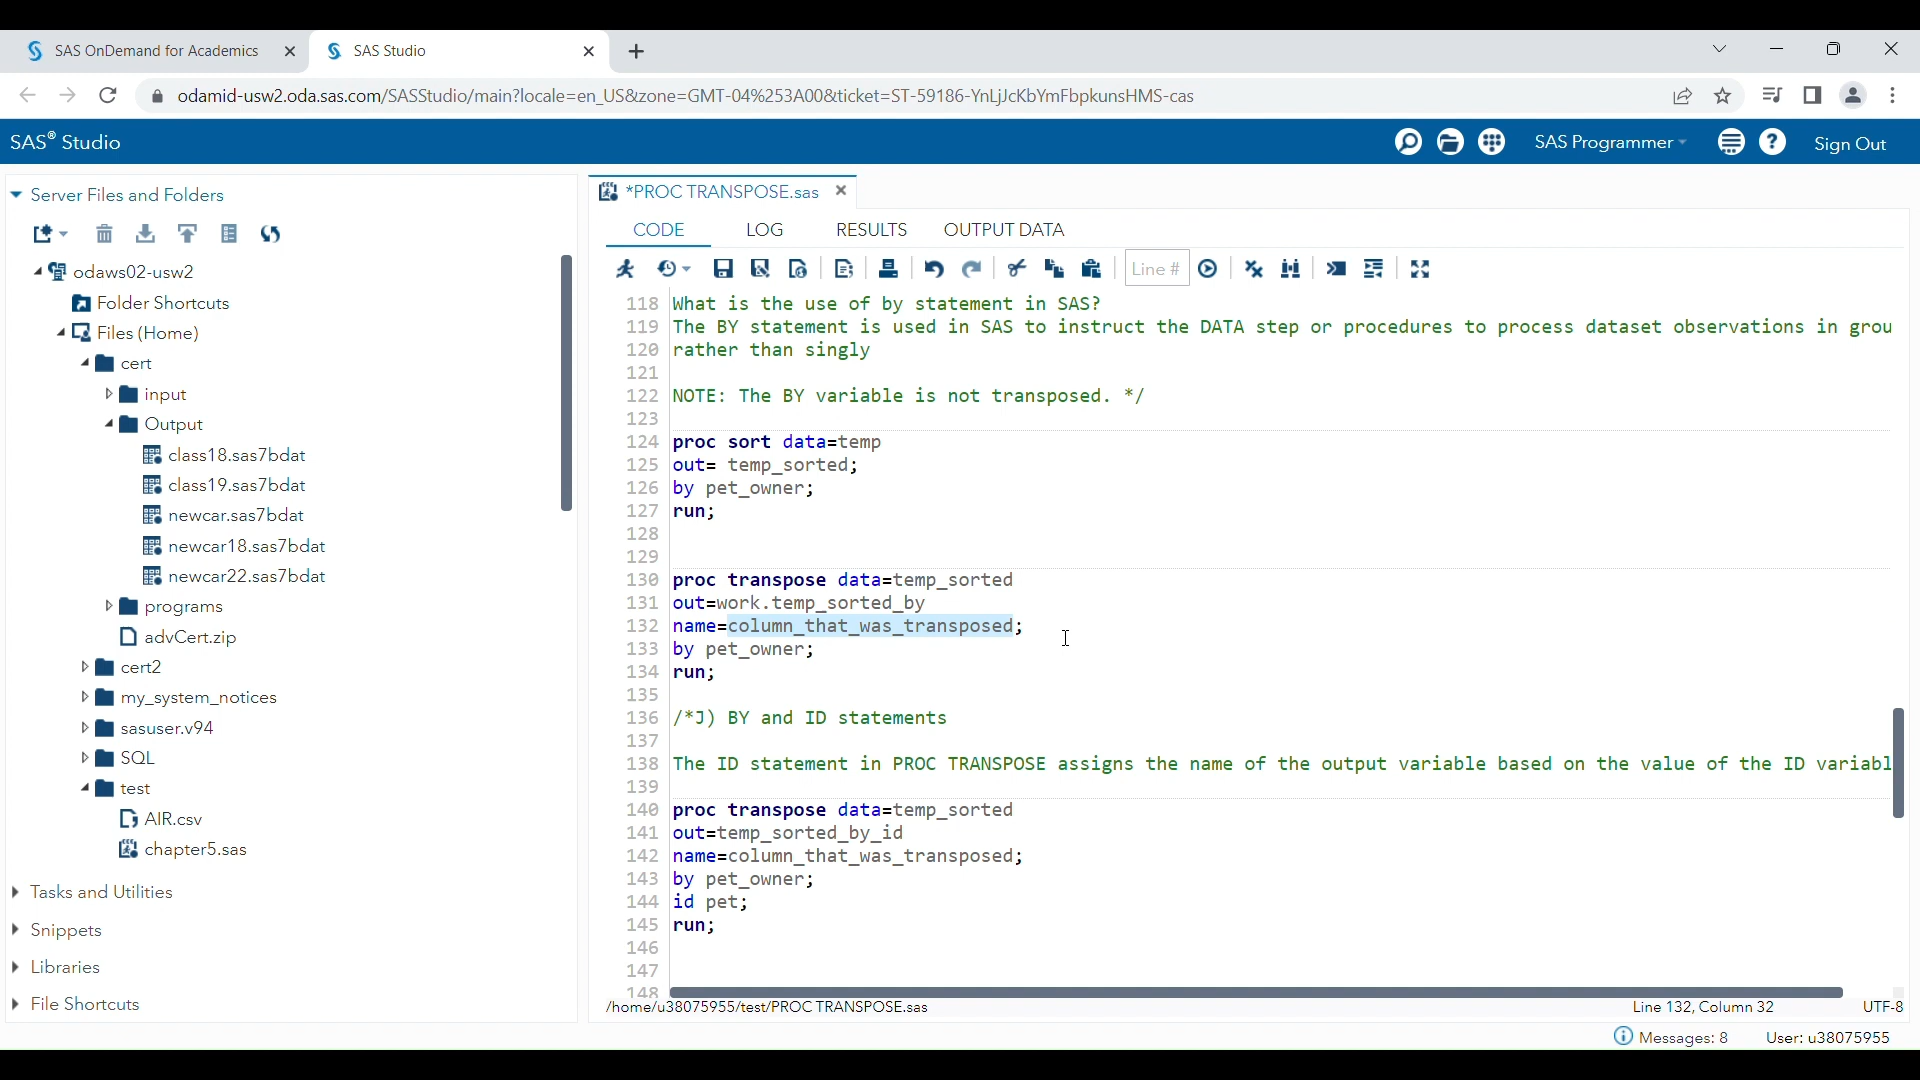 SAS OnDemand for Academics
SAS Studio
odamid-usw2.oda.sas.com/SASStudio/main?locale=en_US&zone=GMT-04%253A00&ticket=ST-59186-YnLjJcKbYmFbpkunsHMS-cas
SAS® Studio
SAS Programmer
Sign Out
Server Files and Folders
odaws02-usw2
Folder Shortcuts
Files (Home)
cert
input
Output
class18.sas7bdat
class19.sas7bdat
newcar.sas7bdat
newcar18.sas7bdat
newcar22.sas7bdat
programs
advCert.zip
cert2
my_system_notices
sasuser.v94
SQL
test
AIR.csv
chapter5.sas
Tasks and Utilities
Snippets
Libraries
File Shortcuts
*PROC TRANSPOSE.sas
CODE LOG RESULTS OUTPUT DATA
Line #
118 What is the use of by statement in SAS?
119 The BY statement is used in SAS to instruct the DATA step or procedures to process dataset observations in grou
120 rather than singly
121
122 NOTE: The BY variable is not transposed. */
123
124 proc sort data=temp
125 out= temp_sorted;
126 by pet_owner;
127 run;
128
129
130 proc transpose data=temp_sorted
131 out=work.temp_sorted_by
132 name=column_that_was_transposed;
133 by pet_owner;
134 run;
135
136 /*J) BY and ID statements
137
138 The ID statement in PROC TRANSPOSE assigns the name of the output variable based on the value of the ID variabl
139
140 proc transpose data=temp_sorted
141 out=temp_sorted_by_id
142 name=column_that_was_transposed;
143 by pet_owner;
144 id pet;
145 run;
146
147
148
/home/u38075955/test/PROC TRANSPOSE.sas
Line 132, Column 32
UTF-8
Messages: 8
User: u38075955